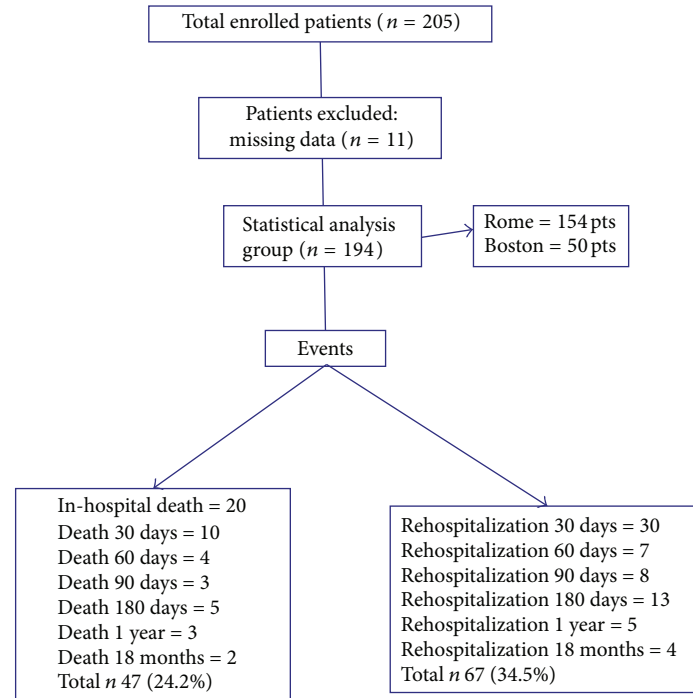 Total enrolled patients (n = 205)
Patients excluded:
missing data (n = 11)
Statistical analysis
group (n = 194)
Rome = 154 pts
Boston = 50 pts
Events
In-hospital death = 20
Death 30 days = 10
Death 60 days = 4
Death 90 days = 3
Death 180 days = 5
Death 1 year = 3
Death 18 months = 2
Total n 47 (24.2%)
Rehospitalization 30 days = 30
Rehospitalization 60 days = 7
Rehospitalization 90 days = 8
Rehospitalization 180 days = 13
Rehospitalization 1 year = 5
Rehospitalization 18 months = 4
Total n 67 (34.5%)